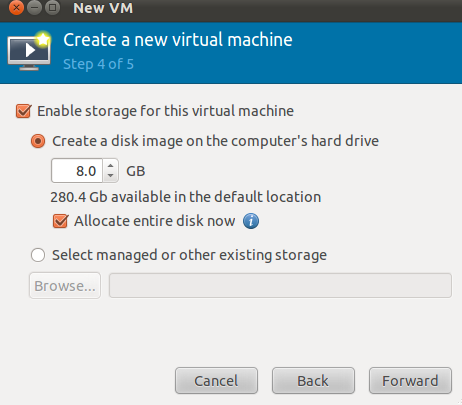 New VM
Create a new virtual machine
Step 4 of 5
Enable storage for this virtual machine
Create a disk image on the computer's hard drive
8.0 GB
280.4 Gb available in the default location
Allocate entire disk now
Select managed or other existing storage
Browse...
Cancel Back Forward